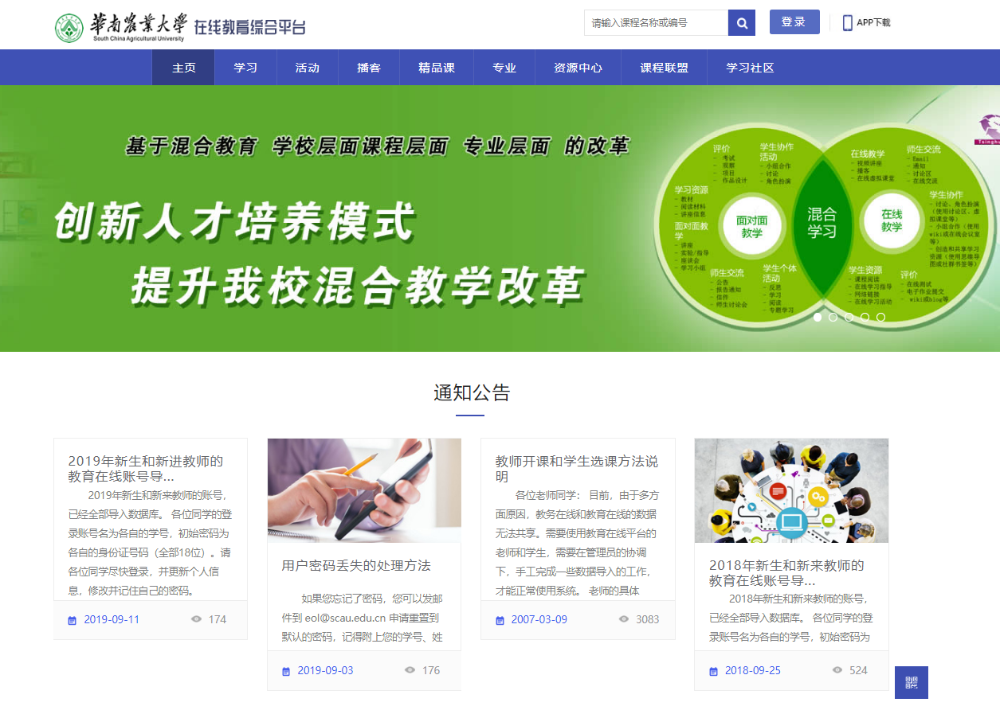 華南農業大學
South China Agricultural University
在线教育综合平台
请输入课程名称或编号
登录
APP下载
主页
学习
活动
播客
精品课
专业
资源中心
课程联盟
学习社区
基于混合教育 学校层面课程层面 专业层面 的改革
创新人才培养模式
提升我校混合教学改革
评价
- 考试
- 观察
- 项目
- 作品设计
学生协作
活动
- 小组合作
- 讨论
- 角色扮演
学习资源
- 教材
- 阅读材料
- 讲座信息
面对面教
学
- 讲座
- 实验/指导
- 座谈会
- 学习小组
师生交流
- 公告
- 报告通知
- 信件
- 师生讨论会
学生个体
活动
- 反思
- 学习
- 阅读
- 专题学习
面对面
教学
混合
学习
在线
教学
在线教学
- 视频讲座
- 播客
- 在线虚拟课堂
师生交流
- Email
- 通知
- 讨论区
- 在线交流
学生协作
- 讨论、角色扮演
(使用讨论区、虚
拟课堂等)
- 小组合作(使用
wiki或在线会议室
等)
- 创造和共享学习
资源(使用思维导
图或社群书签等)
学生资源
- 课程阅读
- 在线学习指导
- 网络链接
- 在线学习活动
评价
- 在线测试
- 电子作业提交
- wiki或blog等
Tsinghu
通知公告
2019年新生和新进教师的
教育在线账号导...
2019年新生和新来教师的账号,
已经全部导入数据库。 各位同学的登
录账号名为各自的学号，初始密码为
各自的身份证号码（全部18位）。请
各位同学尽快登录，并更新个人信
息，修改并记住自己的密码。
2019-09-11
174
用户密码丢失的处理方法
如果您忘记了密码，您可以发邮
件到 eol@scau.edu.cn 申请重置到
默认的密码，记得附上您的学号、姓
2019-09-03
176
教师开课和学生选课方法说
明
各位老师同学： 目前，由于多方
面原因，教务在线和教育在线的数据
无法共享。需要使用教育在线平台的
老师和学生，需要在管理员的协调
下，手工完成一些数据导入的工作，
才能正常使用系统。 老师的具体
2007-03-09
3083
2018年新生和新来教师的
教育在线账号导...
2018年新生和新来教师的账号,
已经全部导入数据库。 各位同学的登
录账号名为各自的学号，初始密码为
2018-09-25
524